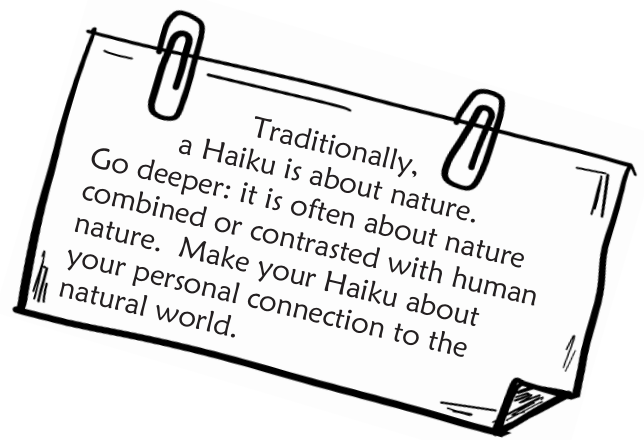 Traditionally,
a Haiku is about nature.
Go deeper: it is often about nature
combined or contrasted with human
nature.  Make your Haiku about
your personal connection to the
natural world.